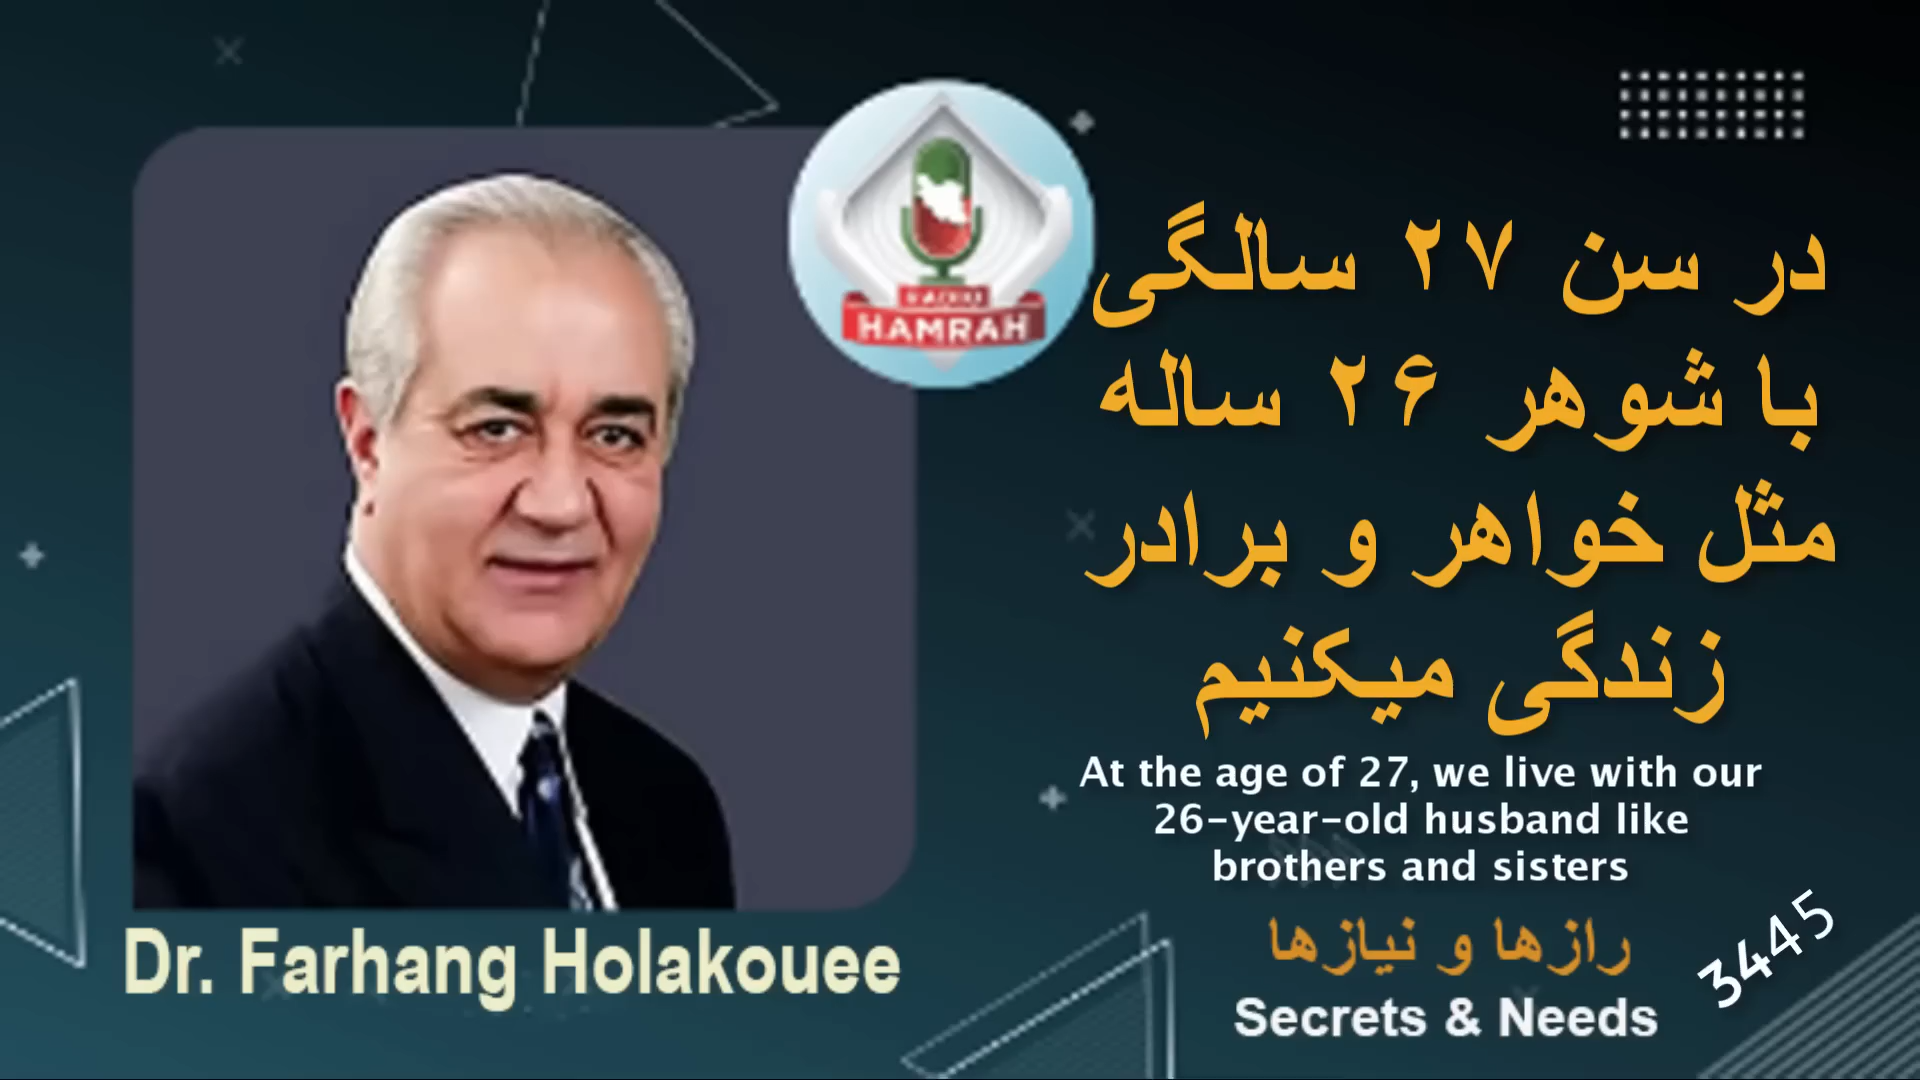 RADIO
HAMRAH
در سن ۲۷ سالگی
با شوهر ۲۶ ساله
مثل خواهر و برادر
زندگی میکنیم
At the age of 27, we live with our
26-year-old husband like
brothers and sisters
رازها و نیازها
Secrets & Needs
3445
Dr. Farhang Holakouee